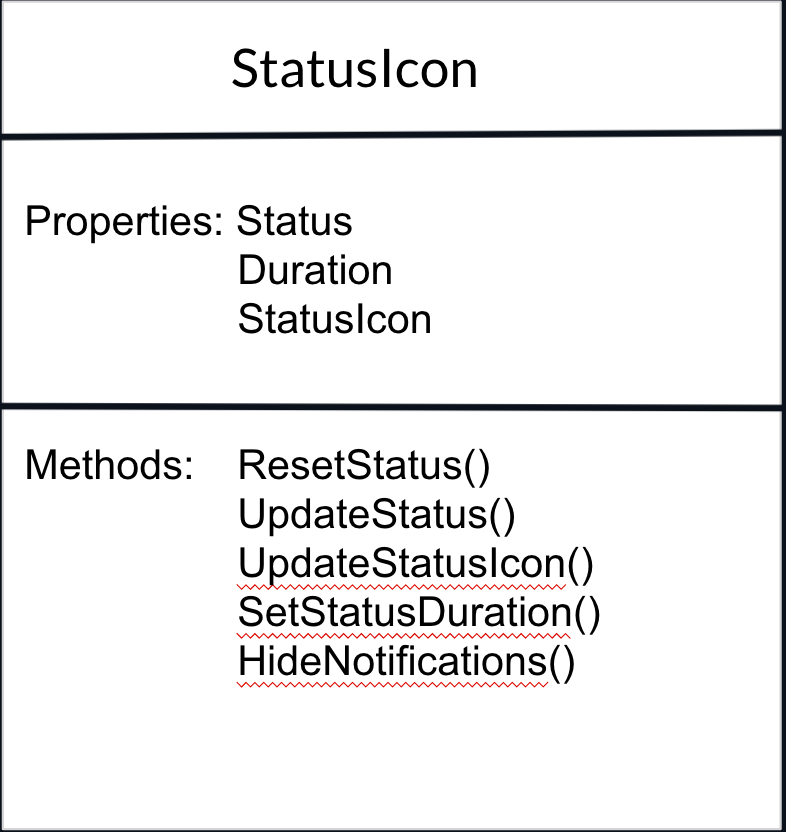 StatusIcon
Properties: Status
Duration
StatusIcon
Methods: ResetStatus()
UpdateStatus()
UpdateStatusIcon()
SetStatusDuration()
HideNotifications()